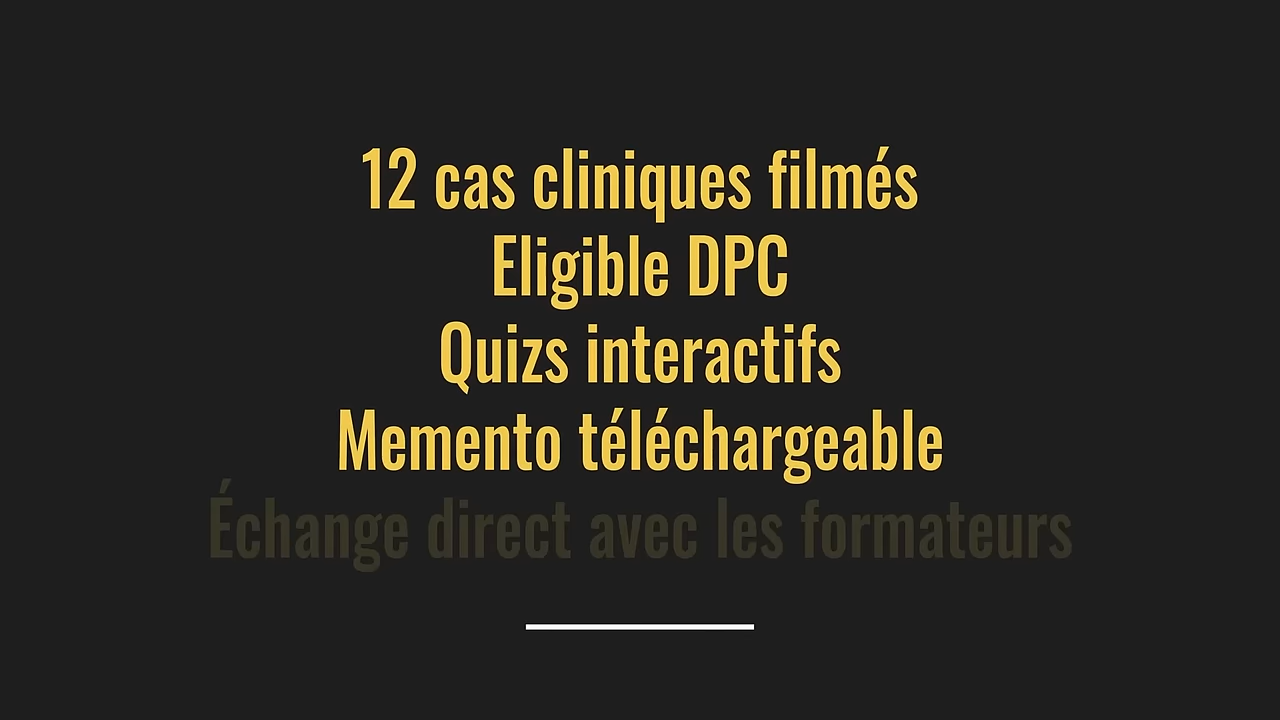 12 cas cliniques filmés
Eligible DPC
Quizs interactifs
Memento téléchargeable
Échange direct avec les formateurs